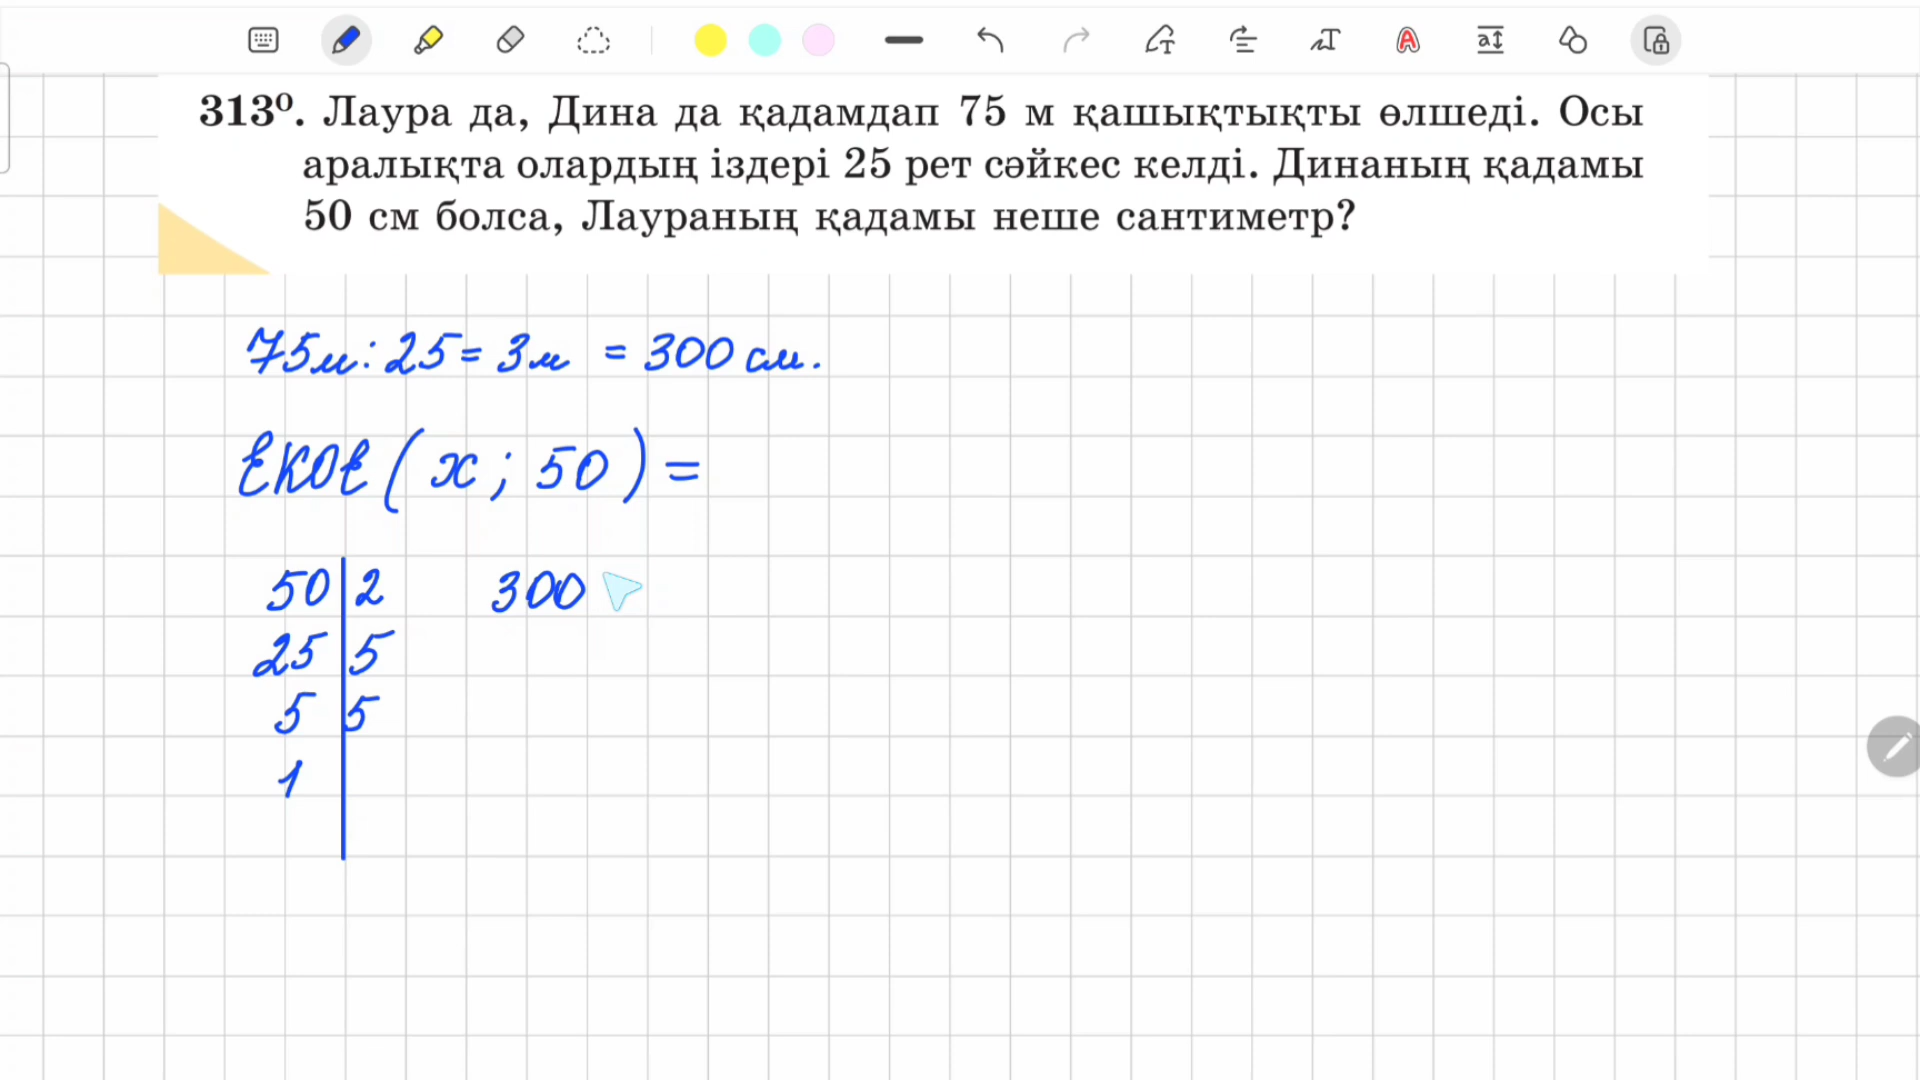 313⁰. Лаура да, Дина да қадамдап 75 м қашықтықты өлшеді. Осы
аралықта олардың іздері 25 рет сәйкес келді. Динаның қадамы
50 см болса, Лаураның қадамы неше сантиметр?
75м : 25 = 3м = 300 см.
ЕКОЕ ( x ; 50 ) =
50 | 2 300
25 | 5
5 | 5
1